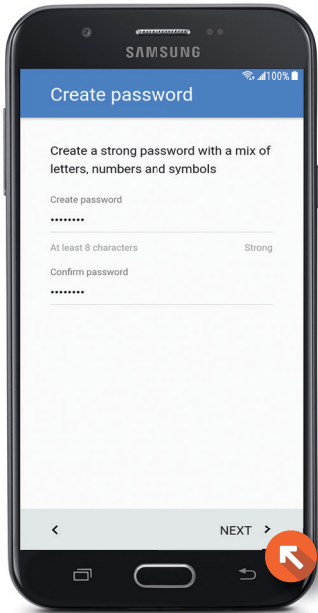 SAMSUNG
100%
Create password
Create a strong password with a mix of
letters, numbers and symbols
Create password
••••••••
At least 8 characters
Strong
Confirm password
••••••••
NEXT